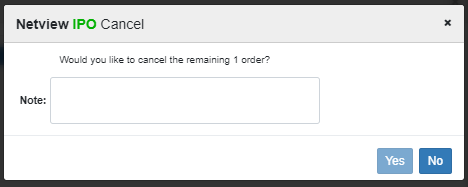 Netview IPO Cancel ×
Would you like to cancel the remaining 1 order?
Note:
Yes No